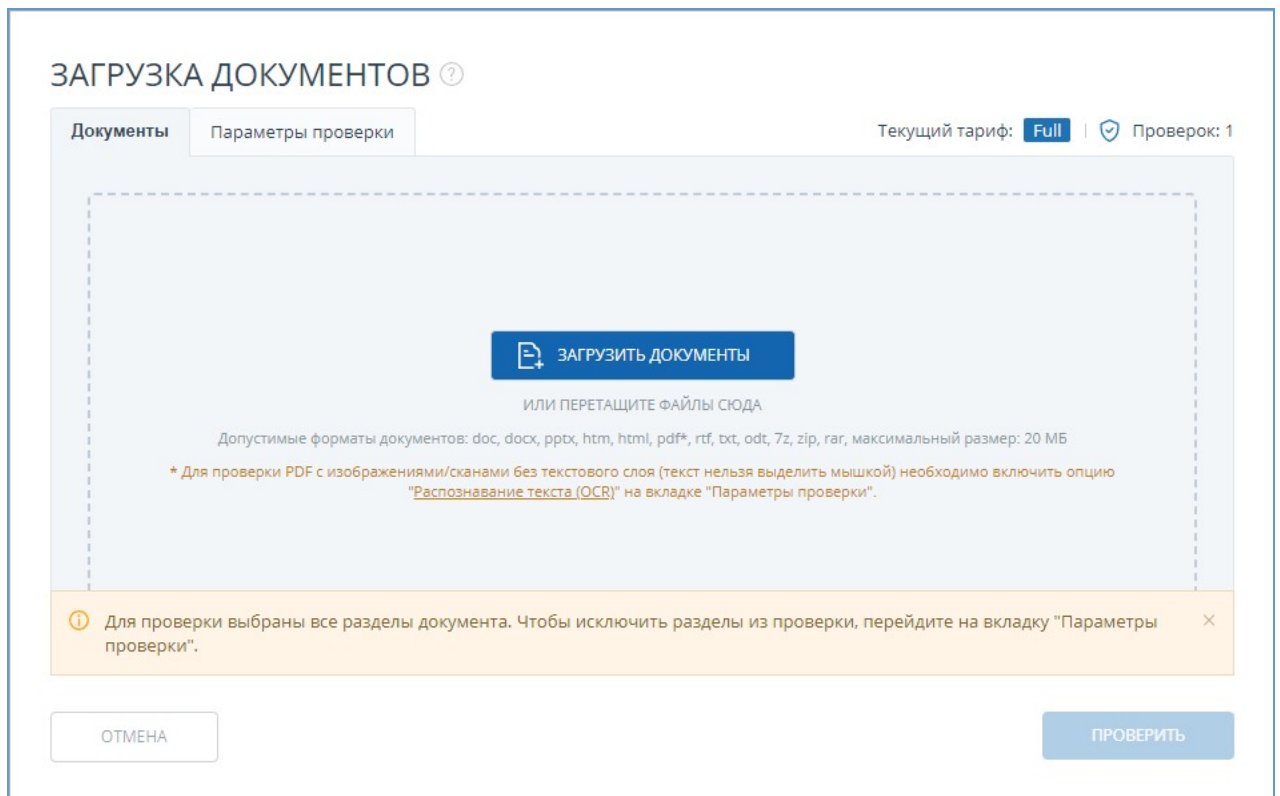 ЗАГРУЗКА ДОКУМЕНТОВ ?
Документы Параметры проверки Текущий тариф: Full | Проверок: 1
ЗАГРУЗИТЬ ДОКУМЕНТЫ
ИЛИ ПЕРЕТАЩИТЕ ФАЙЛЫ СЮДА
Допустимые форматы документов: doc, docx, pptx, htm, html, pdf*, rtf, txt, odt, 7z, zip, rar, максимальный размер: 20 МБ
* Для проверки PDF с изображениями/сканами без текстового слоя (текст нельзя выделить мышкой) необходимо включить опцию
"Распознавание текста (OCR)" на вкладке "Параметры проверки".
Для проверки выбраны все разделы документа. Чтобы исключить разделы из проверки, перейдите на вкладку "Параметры
проверки".
ОТМЕНА ПРОВЕРИТЬ